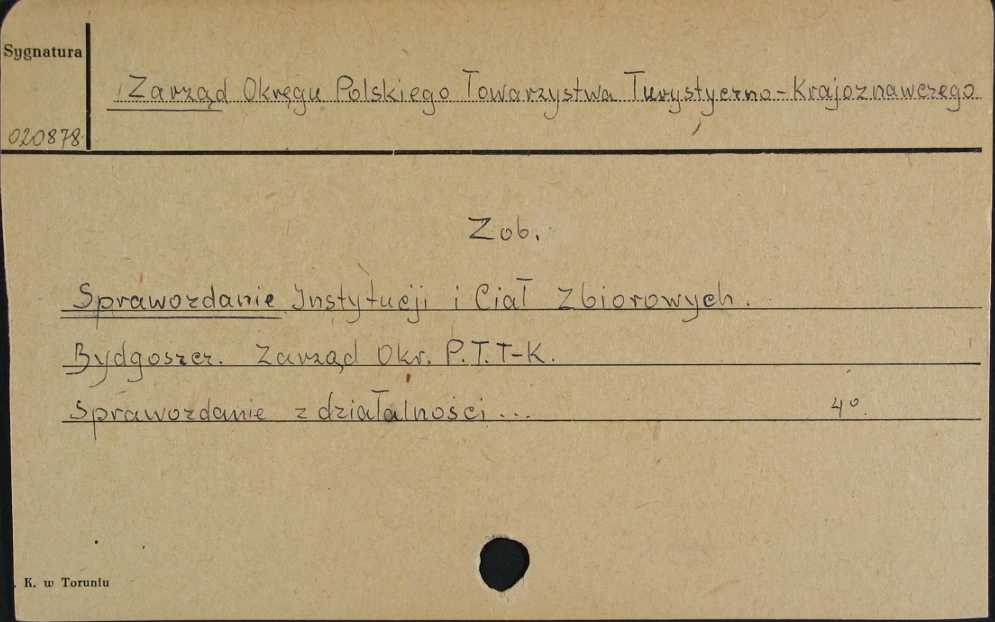 Sygnatura
Zarząd Okręgu Polskiego Towarzystwa Turystyczno-Krajoznawczego
020878
Zob.
Sprawozdanie Instytucji i Ciał Zbiorowych.
Bydgoszcz. Zarząd Okr. P.T.T-K.
Sprawozdanie z działalności... 4°.
K. w Toruniu